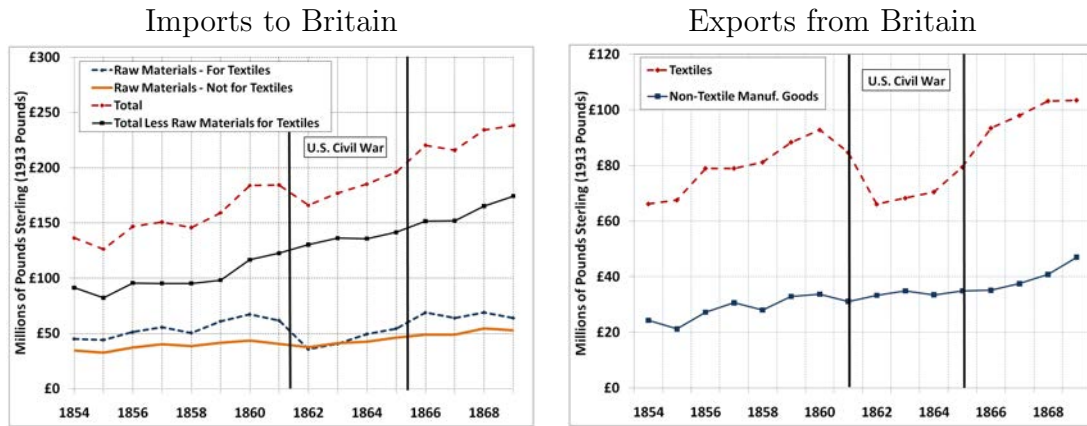 Imports to Britain
Millions of Pounds Sterling (1913 Pounds)
£300
£250
£200
£150
£100
£50
£0
Raw Materials - For Textiles
Raw Materials - Not for Textiles
Total
Total Less Raw Materials for Textiles
U.S. Civil War
1854 1856 1858 1860 1862 1864 1866 1868
Exports from Britain
Millions of Pounds Sterling (1913 Pounds)
£120
£100
£80
£60
£40
£20
£0
Textiles
Non-Textile Manuf. Goods
U.S. Civil War
1854 1856 1858 1860 1862 1864 1866 1868